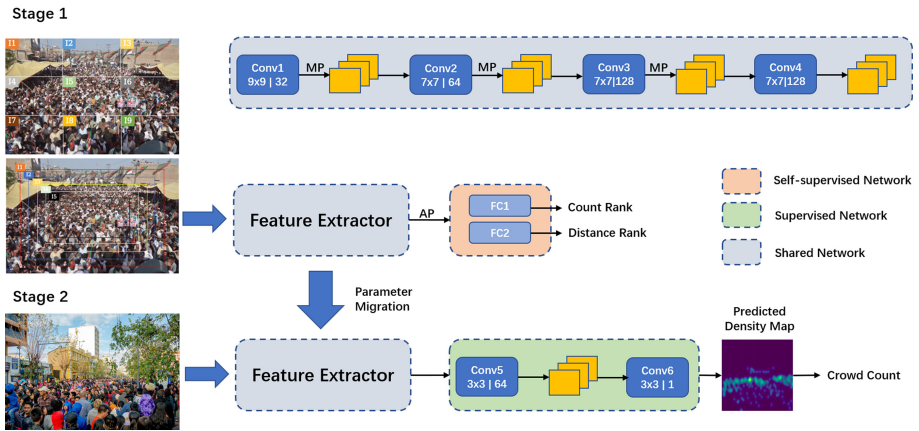 Stage 1
I1 I2 I3
I4 I5 I6
I7 I8 I9
Conv1
9x9 | 32
MP
Conv2
7x7 | 64
MP
Conv3
7x7|128
MP
Conv4
7x7|128
I1
I2
I5
Feature Extractor
AP
FC1
FC2
Count Rank
Distance Rank
Self-supervised Network
Supervised Network
Shared Network
Parameter
Migration
Stage 2
Feature Extractor
Conv5
3x3 | 64
Conv6
3x3 | 1
Predicted
Density Map
Crowd Count